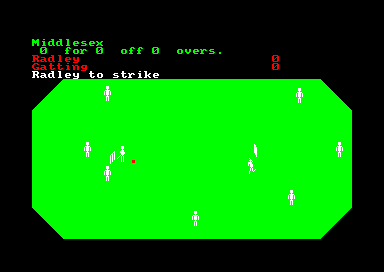 Middlesex
0 for 0 off 0 overs.
Radley 0
Gatting 0
Radley to strike